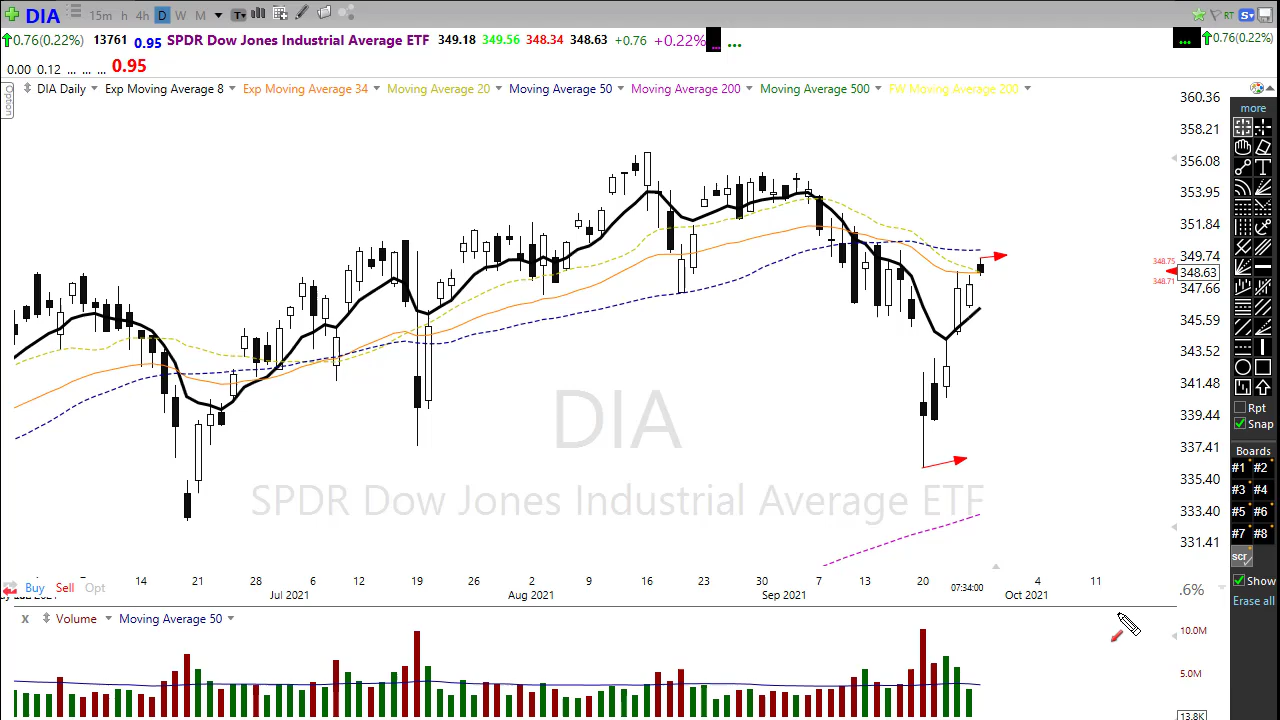 DIA 15m h 4h D W M T RT S
0.76(0.22%) 13761 0.95 SPDR Dow Jones Industrial Average ETF 349.18 349.56 348.34 348.63 +0.76 +0.22% ... ... ... 0.76(0.22%)
0.00 0.12 ... ... ... 0.95
Option DIA Daily Exp Moving Average 8 Exp Moving Average 34 Moving Average 20 Moving Average 50 Moving Average 200 Moving Average 500 FW Moving Average 200
360.36
358.21
356.08
353.95
351.84
349.74
348.75
348.63
348.71
347.66
345.59
343.52
341.48
339.44
337.41
335.40
333.40
331.41
DIA
SPDR Dow Jones Industrial Average ETF
more
T
Rpt
Snap
Boards
#1 #2
#3 #4
#5 #6
#7 #8
scr
Show
Erase all
Buy Sell Opt
14 21 28 6 12 19 26 2 9 16 23 30 7 13 20 07:34:00 4 11
Jul 2021 Aug 2021 Sep 2021 Oct 2021
.6%
x Volume Moving Average 50
10.0M
5.0M
13.8K